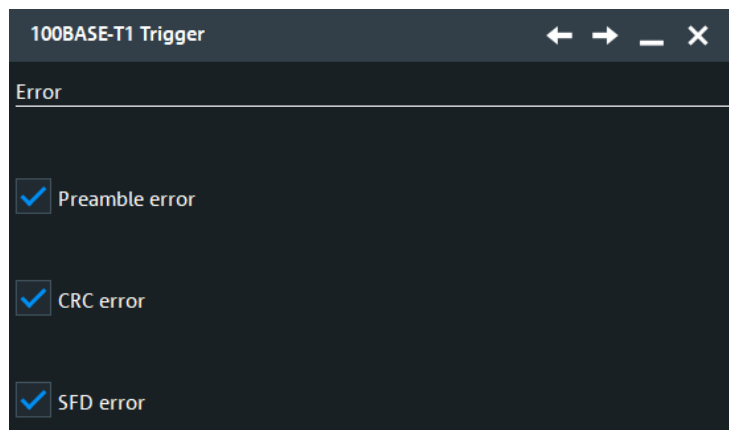 100BASE-T1 Trigger
Error
Preamble error
CRC error
SFD error